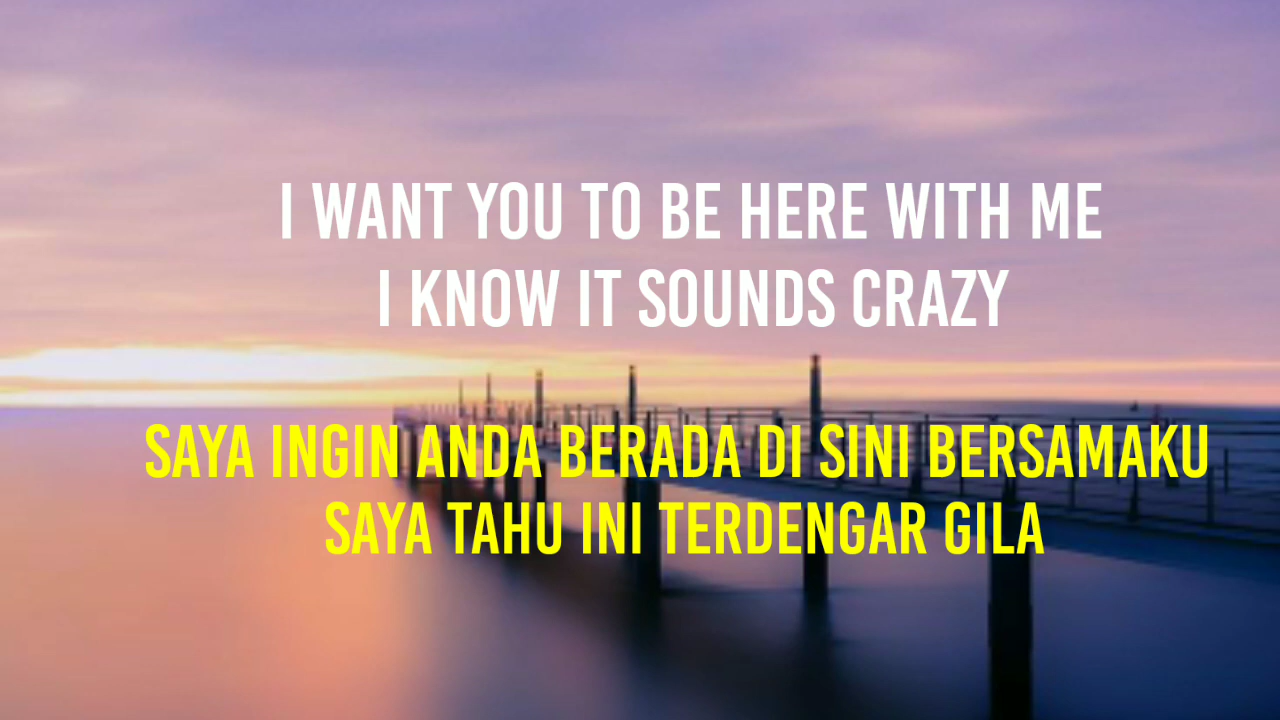 I WANT YOU TO BE HERE WITH ME
I KNOW IT SOUNDS CRAZY
SAYA INGIN ANDA BERADA DI SINI BERSAMAKU
SAYA TAHU INI TERDENGAR GILA